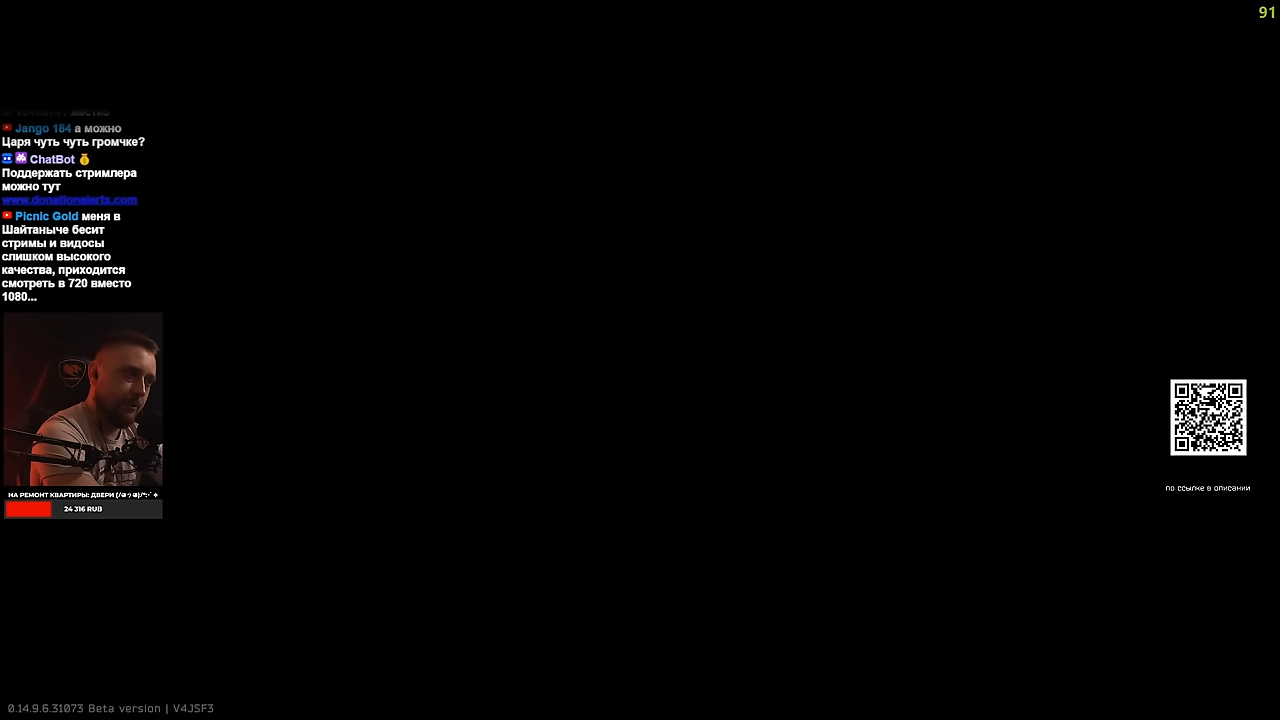 91
Jango 184 а можно
Царя чуть чуть громчке?
ChatBot
Поддержать стримлера
можно тут
www.donationalerts.com
Picnic Gold меня в
Шайтаныче бесит
стримы и видосы
слишком высокого
качества, приходится
смотреть в 720 вместо
1080...
НА РЕМОНТ КВАРТИРЫ: ДВЕРИ
24 316 RUB
по ссылке в описании
0.14.9.6.31073 Beta version | V4JSF3